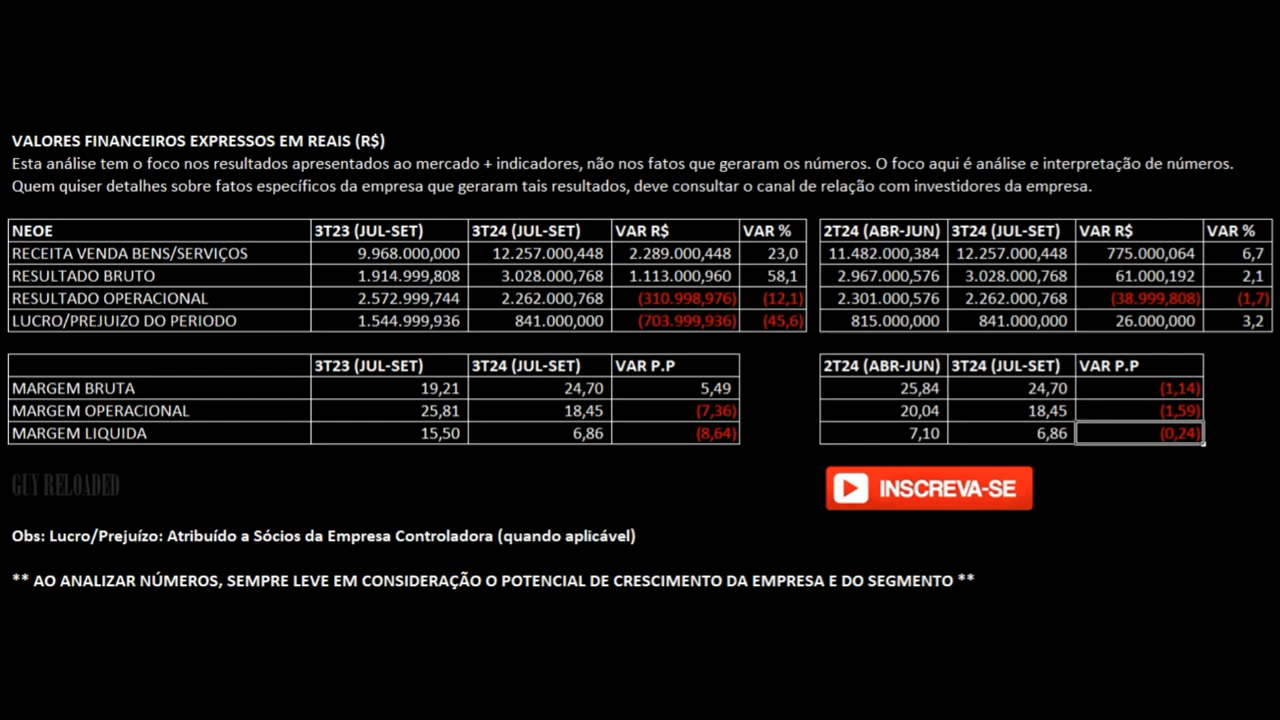 VALORES FINANCEIROS EXPRESSOS EM REAIS (R$)
Esta análise tem o foco nos resultados apresentados ao mercado + indicadores, não nos fatos que geraram os números. O foco aqui é análise e interpretação de números.
Quem quiser detalhes sobre fatos específicos da empresa que geraram tais resultados, deve consultar o canal de relação com investidores da empresa.
NEOE 3T23 (JUL-SET) 3T24 (JUL-SET) VAR R$ VAR % 2T24 (ABR-JUN) 3T24 (JUL-SET) VAR R$ VAR %
RECEITA VENDA BENS/SERVIÇOS 9.968.000,000 12.257.000,448 2.289.000,448 23,0 11.482.000,384 12.257.000,448 775.000,064 6,7
RESULTADO BRUTO 1.914.999,808 3.028.000,768 1.113.000,960 58,1 2.967.000,576 3.028.000,768 61.000,192 2,1
RESULTADO OPERACIONAL 2.572.999,744 2.262.000,768 (310.998,976) (12,1) 2.301.000,576 2.262.000,768 (38.999,808) (1,7)
LUCRO/PREJUIZO DO PERIODO 1.544.999,936 841.000,000 (703.999,936) (45,6) 815.000,000 841.000,000 26.000,000 3,2
3T23 (JUL-SET) 3T24 (JUL-SET) VAR P.P 2T24 (ABR-JUN) 3T24 (JUL-SET) VAR P.P
MARGEM BRUTA 19,21 24,70 5,49 25,84 24,70 (1,14)
MARGEM OPERACIONAL 25,81 18,45 (7,36) 20,04 18,45 (1,59)
MARGEM LIQUIDA 15,50 6,86 (8,64) 7,10 6,86 (0,24)
GUY RELOADED
INSCREVA-SE
Obs: Lucro/Prejuízo: Atribuído a Sócios da Empresa Controladora (quando aplicável)
** AO ANALIZAR NÚMEROS, SEMPRE LEVE EM CONSIDERAÇÃO O POTENCIAL DE CRESCIMENTO DA EMPRESA E DO SEGMENTO **